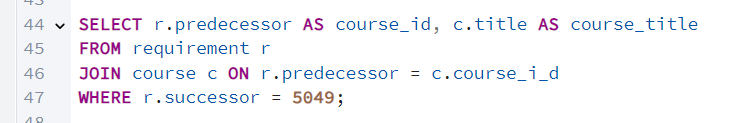 44 SELECT r.predecessor AS course_id, c.title AS course_title
45 FROM requirement r
46 JOIN course c ON r.predecessor = c.course_i_d
47 WHERE r.successor = 5049;